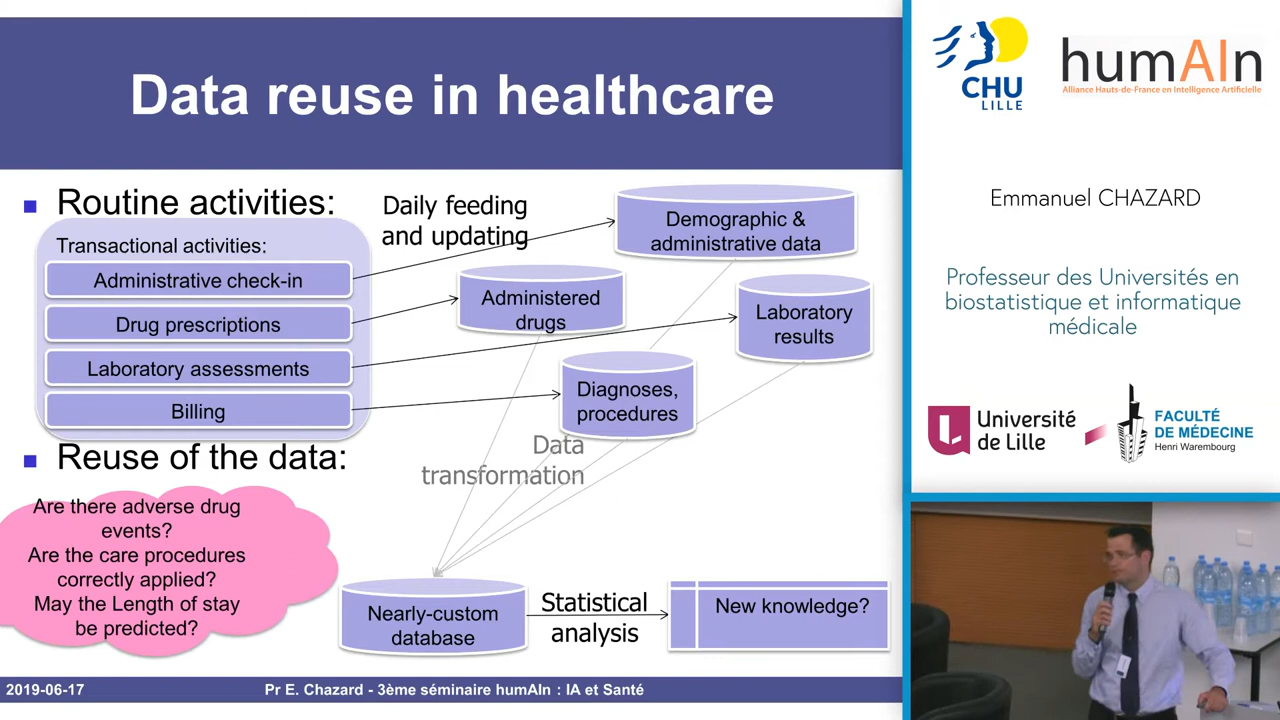 Data reuse in healthcare
Routine activities:
Transactional activities:
Administrative check-in
Drug prescriptions
Laboratory assessments
Billing
Daily feeding
and updating
Demographic &
administrative data
Administered
drugs
Laboratory
results
Diagnoses,
procedures
Data
transformation
Reuse of the data:
Are there adverse drug
events?
Are the care procedures
correctly applied?
May the Length of stay
be predicted?
Nearly-custom
database
Statistical
analysis
New knowledge?
2019-06-17
Pr E. Chazard - 3ème séminaire humAIn : IA et Santé
CHU
LILLE
humAIn
Alliance Hauts-de-France en Intelligence Artificielle
Emmanuel CHAZARD
Professeur des Universités en
biostatistique et informatique
médicale
Université
de Lille
FACULTÉ
DE MÉDECINE
Henri Warembourg